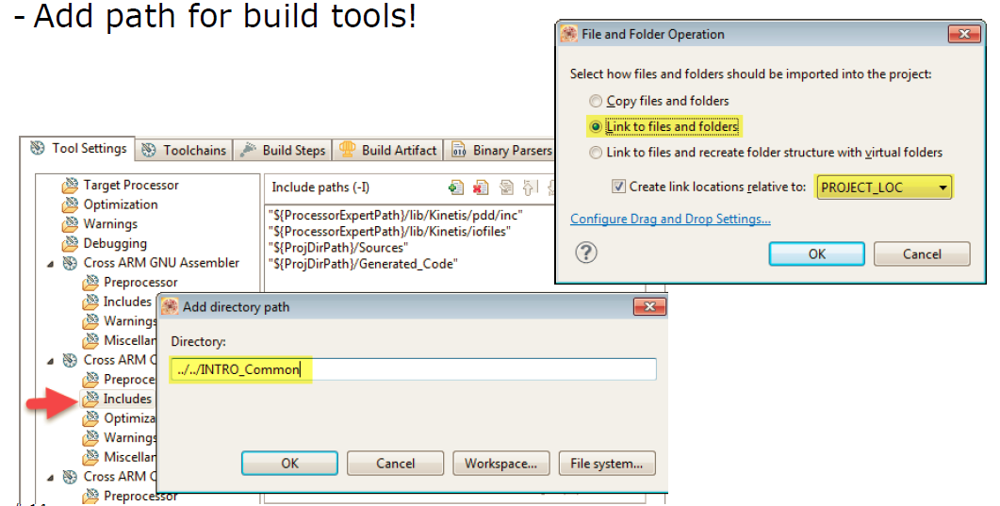 - Add path for build tools!
File and Folder Operation
Select how files and folders should be imported into the project:
Copy files and folders
Link to files and folders
Link to files and recreate folder structure with virtual folders
Create link locations relative to: PROJECT_LOC
Configure Drag and Drop Settings...
?
OK Cancel
Tool Settings Toolchains Build Steps Build Artifact Binary Parsers
Target Processor
Optimization
Warnings
Debugging
Cross ARM GNU Assembler
Preprocessor
Includes
Warnings
Miscellar
Cross ARM C
Preproce
Includes
Optimiza
Warnings
Miscellar
Cross ARM C
Preprocessor
Include paths (-I)
"${ProcessorExpertPath}/lib/Kinetis/pdd/inc"
"${ProcessorExpertPath}/lib/Kinetis/iofiles"
"${ProjDirPath}/Sources"
"${ProjDirPath}/Generated_Code"
Add directory path
Directory:
../../INTRO_Common
OK Cancel Workspace... File system...